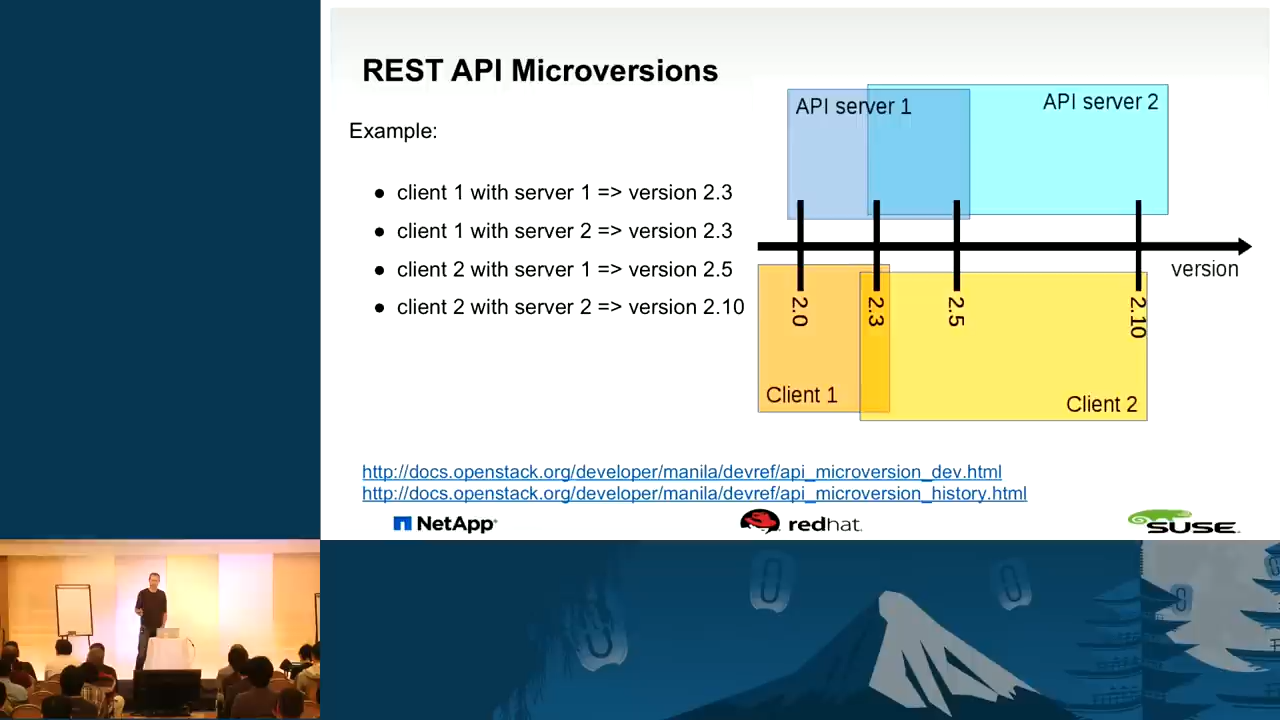 REST API Microversions
Example:
● client 1 with server 1 => version 2.3
● client 1 with server 2 => version 2.3
● client 2 with server 1 => version 2.5
● client 2 with server 2 => version 2.10
API server 1
API server 2
version
2.0
2.3
2.5
2.10
Client 1
Client 2
http://docs.openstack.org/developer/manila/devref/api_microversion_dev.html
http://docs.openstack.org/developer/manila/devref/api_microversion_history.html
NetApp
redhat.
SUSE